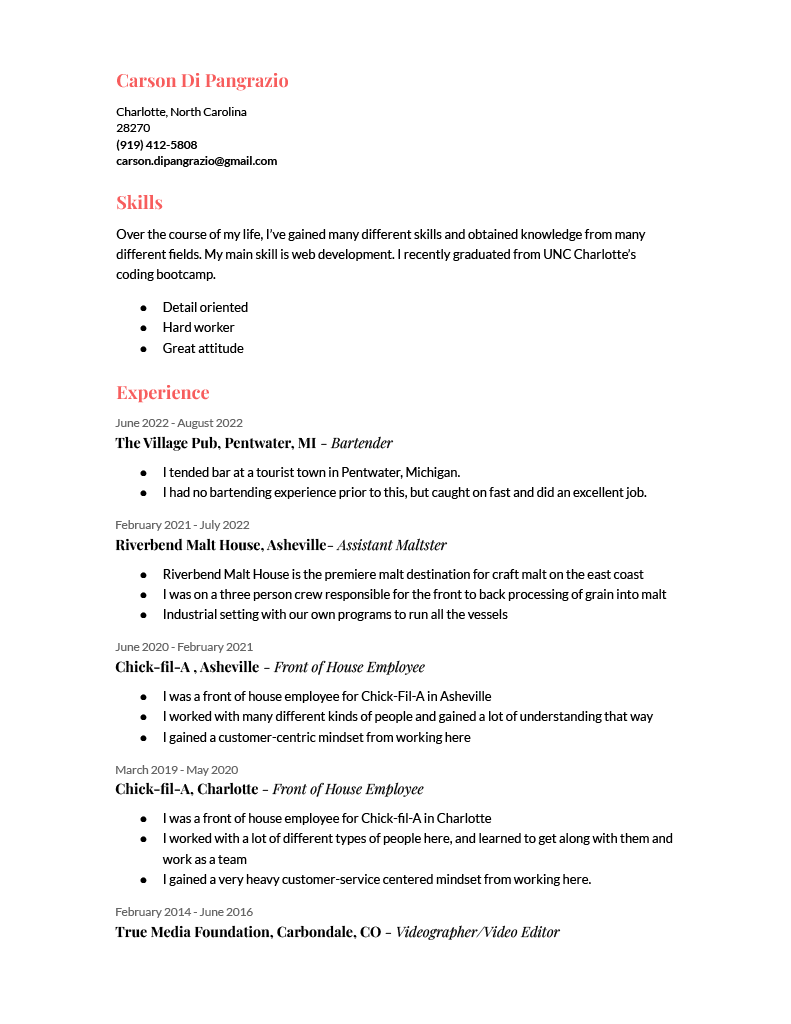 Carson Di Pangrazio
Charlotte, North Carolina
28270
(919) 412-5808
carson.dipangrazio@gmail.com
Skills
Over the course of my life, I’ve gained many different skills and obtained knowledge from many
different fields. My main skill is web development. I recently graduated from UNC Charlotte’s
coding bootcamp.
● Detail oriented
● Hard worker
● Great attitude
Experience
June 2022 - August 2022
The Village Pub, Pentwater, MI - Bartender
● I tended bar at a tourist town in Pentwater, Michigan.
● I had no bartending experience prior to this, but caught on fast and did an excellent job.
February 2021 - July 2022
Riverbend Malt House, Asheville- Assistant Maltster
● Riverbend Malt House is the premiere malt destination for craft malt on the east coast
● I was on a three person crew responsible for the front to back processing of grain into malt
● Industrial setting with our own programs to run all the vessels
June 2020 - February 2021
Chick-fil-A , Asheville - Front of House Employee
● I was a front of house employee for Chick-Fil-A in Asheville
● I worked with many different kinds of people and gained a lot of understanding that way
● I gained a customer-centric mindset from working here
March 2019 - May 2020
Chick-fil-A, Charlotte - Front of House Employee
● I was a front of house employee for Chick-fil-A in Charlotte
● I worked with a lot of different types of people here, and learned to get along with them and
work as a team
● I gained a very heavy customer-service centered mindset from working here.
February 2014 - June 2016
True Media Foundation, Carbondale, CO - Videographer/Video Editor